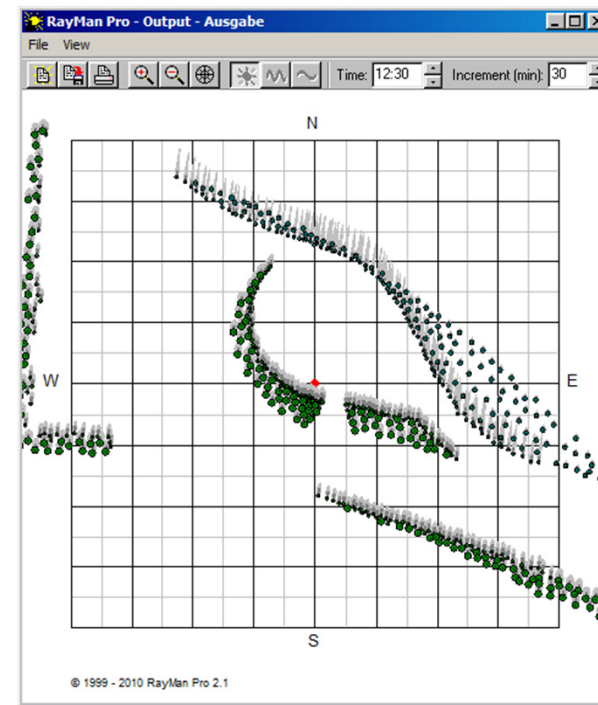 RayMan Pro - Output - Ausgabe
File View
Time: 12:30 Increment (min): 30
N
W E
S
© 1999 - 2010 RayMan Pro 2.1